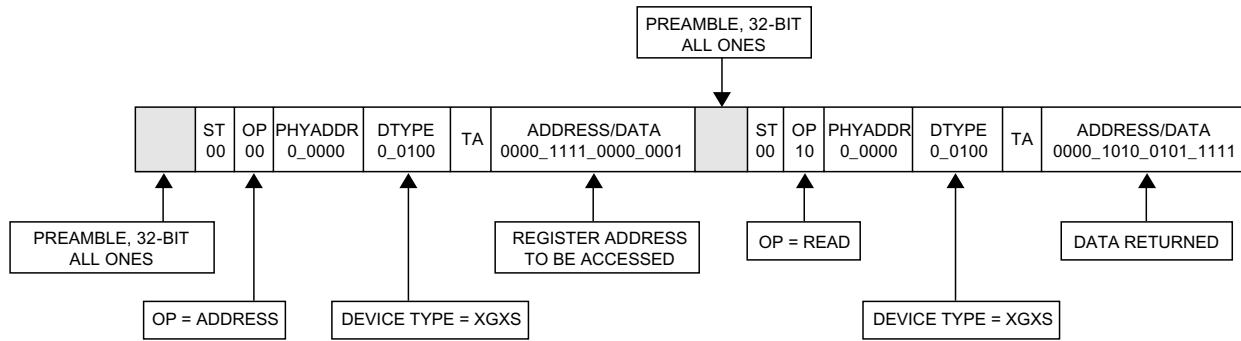 PREAMBLE, 32-BIT
ALL ONES
ST
00
OP
00
PHYADDR
0_0000
DTYPE
0_0100
TA
ADDRESS/DATA
0000_1111_0000_0001
ST
00
OP
10
PHYADDR
0_0000
DTYPE
0_0100
TA
ADDRESS/DATA
0000_1010_0101_1111
PREAMBLE, 32-BIT
ALL ONES
REGISTER ADDRESS
TO BE ACCESSED
OP = READ
DATA RETURNED
OP = ADDRESS
DEVICE TYPE = XGXS
DEVICE TYPE = XGXS